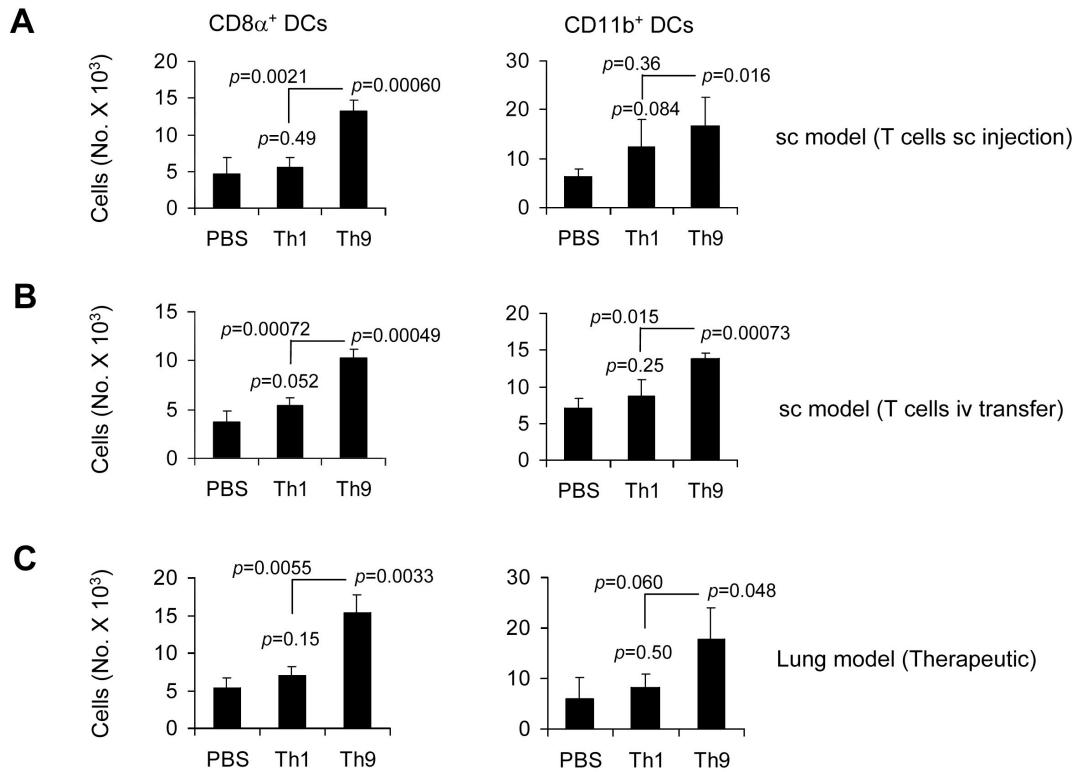 A
CD8α⁺ DCs
CD11b⁺ DCs
Cells (No. X 10³)
20
15
10
5
0
p=0.0021
p=0.00060
p=0.49
PBS Th1 Th9
30
20
10
0
p=0.36
p=0.016
p=0.084
PBS Th1 Th9
sc model (T cells sc injection)
B
Cells (No. X 10³)
15
10
5
0
p=0.00072
p=0.00049
p=0.052
PBS Th1 Th9
20
15
10
5
0
p=0.015
p=0.00073
p=0.25
PBS Th1 Th9
sc model (T cells iv transfer)
C
Cells (No. X 10³)
20
15
10
5
0
p=0.0055
p=0.0033
p=0.15
PBS Th1 Th9
30
20
10
0
p=0.060
p=0.048
p=0.50
PBS Th1 Th9
Lung model (Therapeutic)